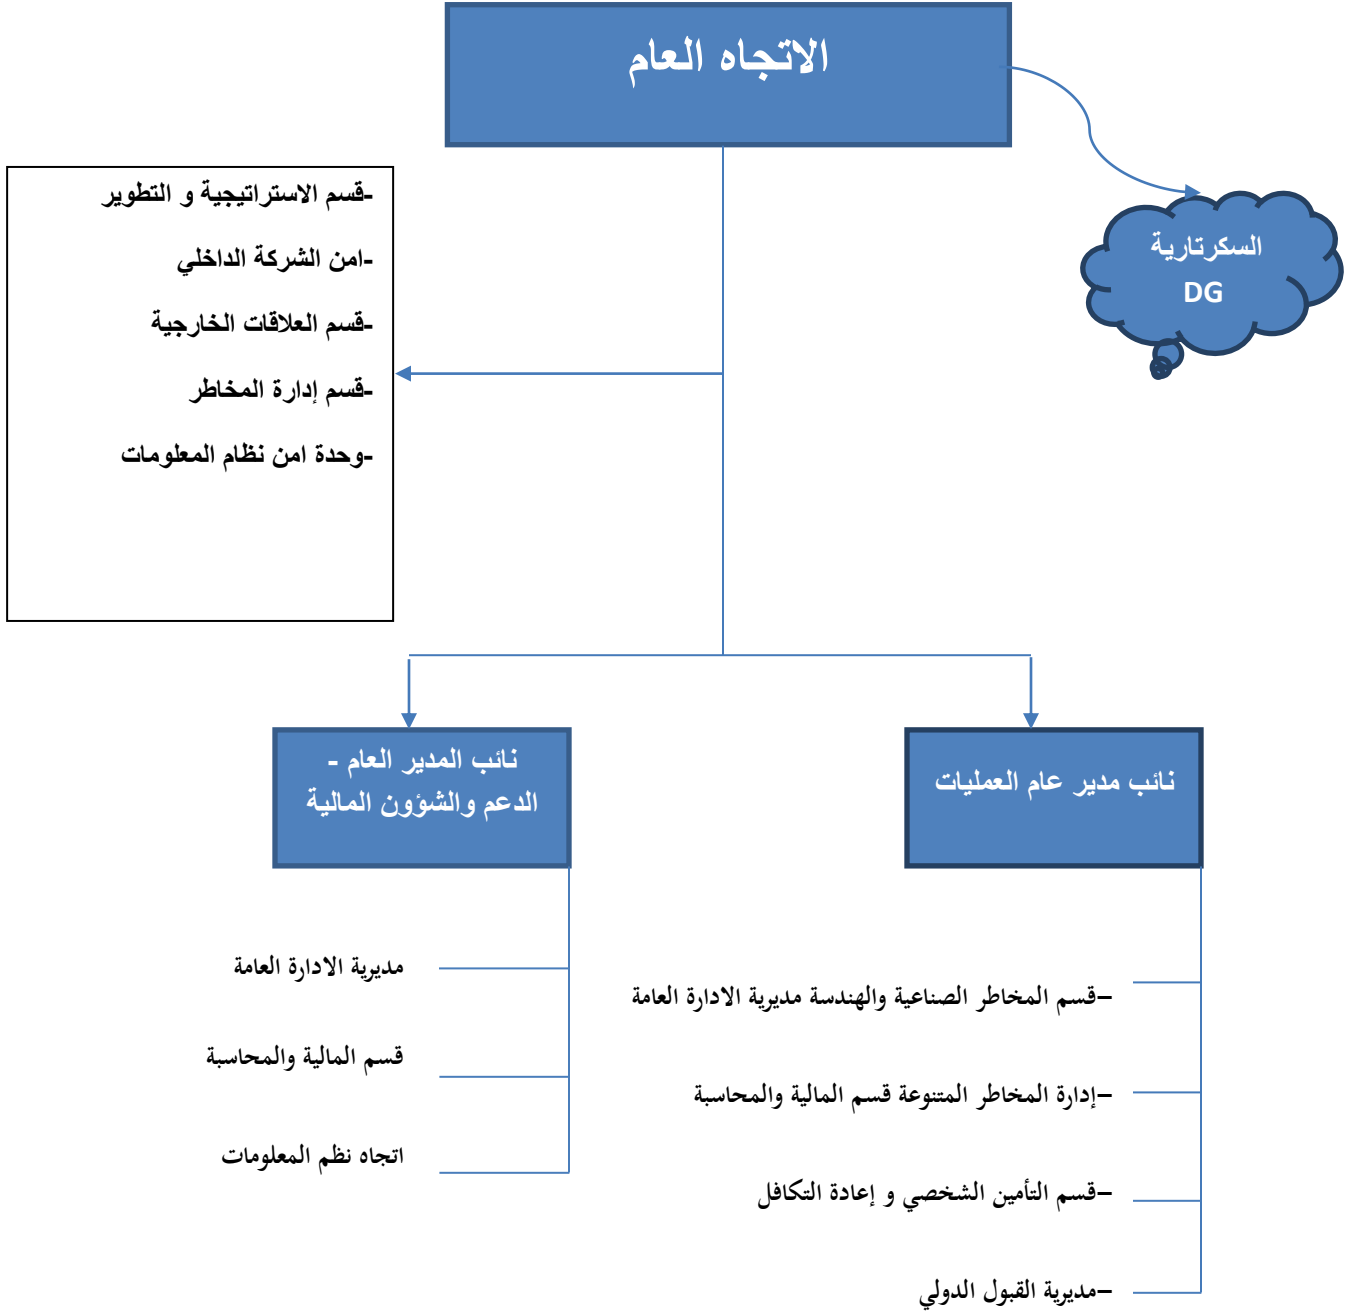 الاتجاه العام
السكرتارية
DG
-قسم الاستراتيجية و التطوير
-امن الشركة الداخلي
-قسم العلاقات الخارجية
-قسم إدارة المخاطر
-وحدة امن نظام المعلومات
نائب مدير عام العمليات
نائب المدير العام -
الدعم والشؤون المالية
–قسم المخاطر الصناعية والهندسة مديرية الادارة العامة
–إدارة المخاطر المتنوعة قسم المالية والمحاسبة
–قسم التأمين الشخصي و إعادة التكافل
–مديرية القبول الدولي
مديرية الادارة العامة
قسم المالية والمحاسبة
اتجاه نظم المعلومات